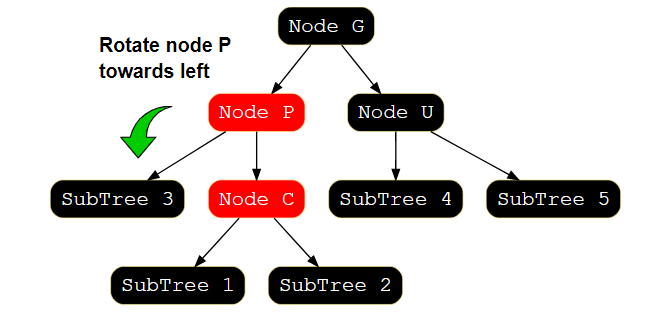 Node G
Rotate node P
towards left
Node P
Node U
SubTree 3
Node C
SubTree 4
SubTree 5
SubTree 1
SubTree 2